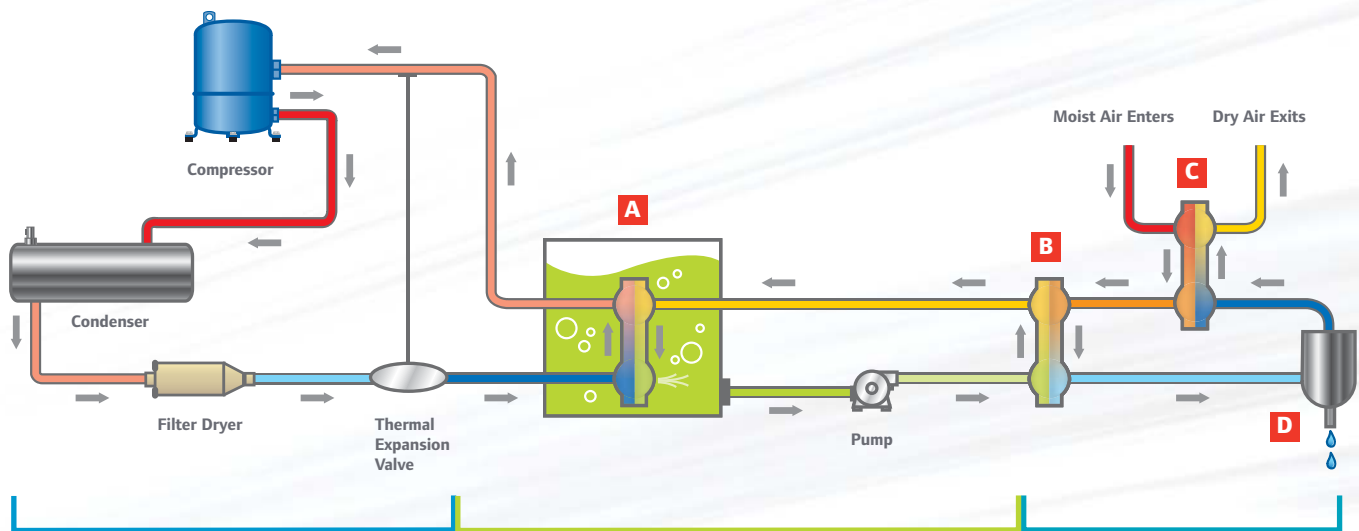 Moist Air Enters
Dry Air Exits
Compressor
C
A
B
Condenser
Filter Dryer
Thermal
Expansion
Valve
Pump
D